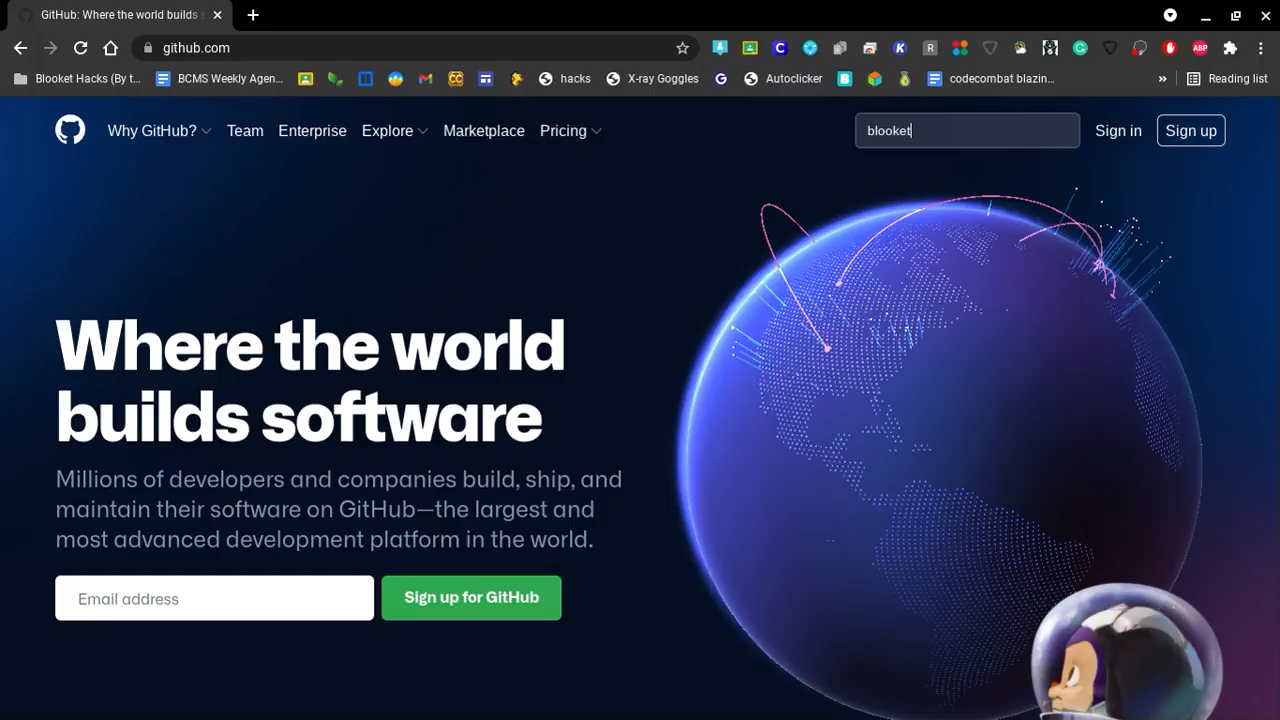 GitHub: Where the world builds s
github.com
Blooket Hacks (By t...
BCMS Weekly Agen...
hacks
X-ray Goggles
Autoclicker
codecombat blazin...
»
Reading list
Why GitHub?
Team
Enterprise
Explore
Marketplace
Pricing
blooket
Sign in
Sign up
Where the world
builds software
Millions of developers and companies build, ship, and
maintain their software on GitHub—the largest and
most advanced development platform in the world.
Email address
Sign up for GitHub